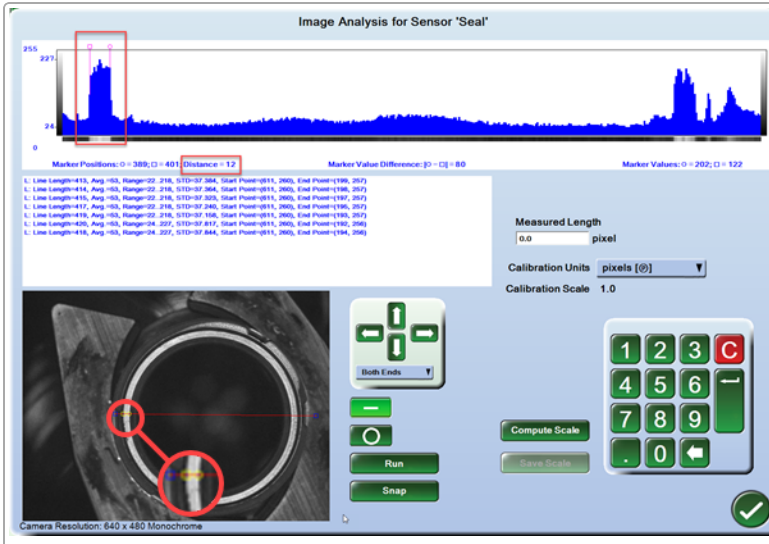 Image Analysis for Sensor 'Seal'
255
227
24
0
Marker Positions: O = 389; □ = 401; Distance = 12 Marker Value Difference: |O - □| = 80 Marker Values: O = 202; □ = 122
L: Line Length=413, Avg.=53, Range=22..218, STD=37.384, Start Point=(611, 260), End Point=(199, 257)
L: Line Length=414, Avg.=53, Range=22..218, STD=37.364, Start Point=(611, 260), End Point=(198, 257)
L: Line Length=415, Avg.=53, Range=22..218, STD=37.323, Start Point=(611, 260), End Point=(197, 257)
L: Line Length=417, Avg.=53, Range=22..218, STD=37.240, Start Point=(611, 260), End Point=(195, 257)
L: Line Length=419, Avg.=53, Range=22..218, STD=37.158, Start Point=(611, 260), End Point=(193, 257)
L: Line Length=420, Avg.=53, Range=24..227, STD=37.817, Start Point=(611, 260), End Point=(192, 256)
L: Line Length=418, Avg.=53, Range=24..227, STD=37.844, Start Point=(611, 260), End Point=(194, 256)
Measured Length
0.0 pixel
Calibration Units pixels [℗]
Calibration Scale 1.0
Both Ends
Run
Snap
Compute Scale
Save Scale
1 2 3 C
4 5 6
7 8 9
. 0
Camera Resolution: 640 x 480 Monochrome